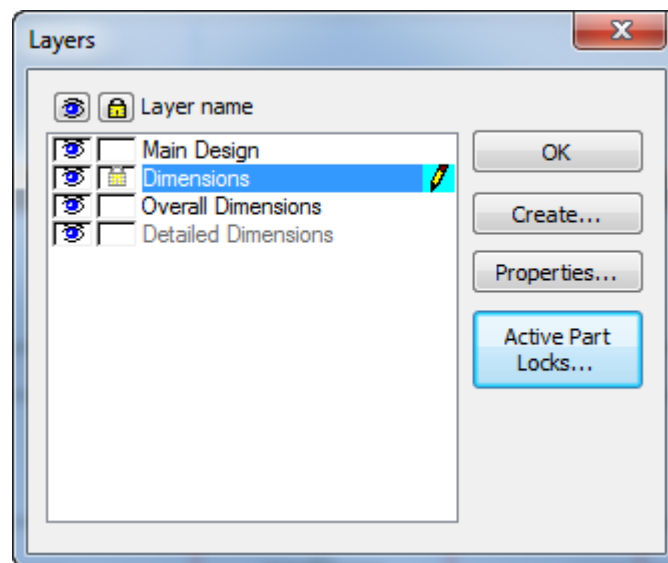 Layers
Layer name
Main Design
Dimensions
Overall Dimensions
Detailed Dimensions
OK
Create...
Properties...
Active Part
Locks...